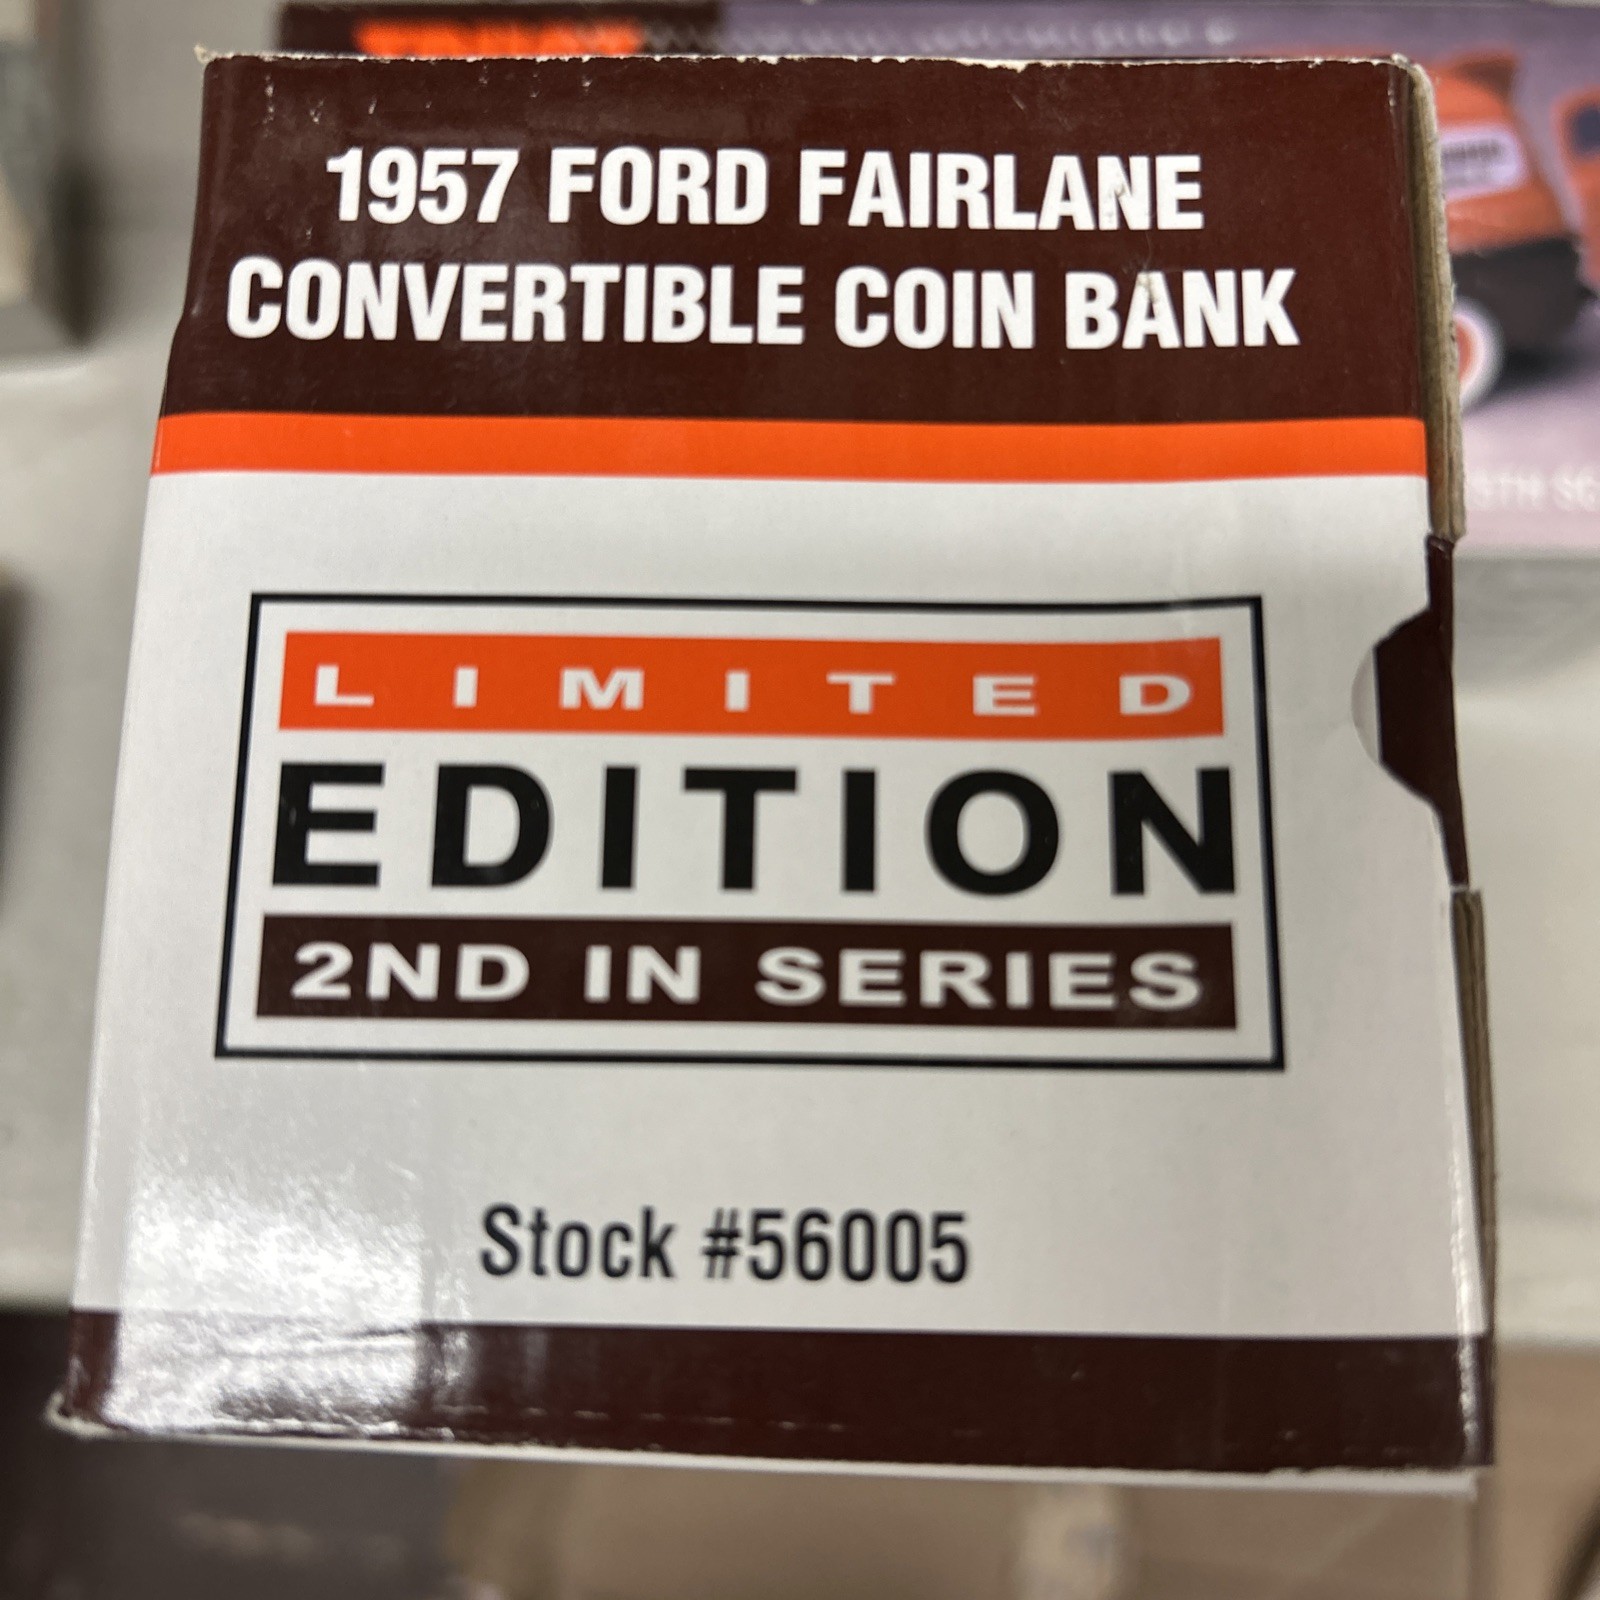 1957 FORD FAIRLANE
CONVERTIBLE COIN BANK
LIMITED
EDITION
2ND IN SERIES
Stock #56005